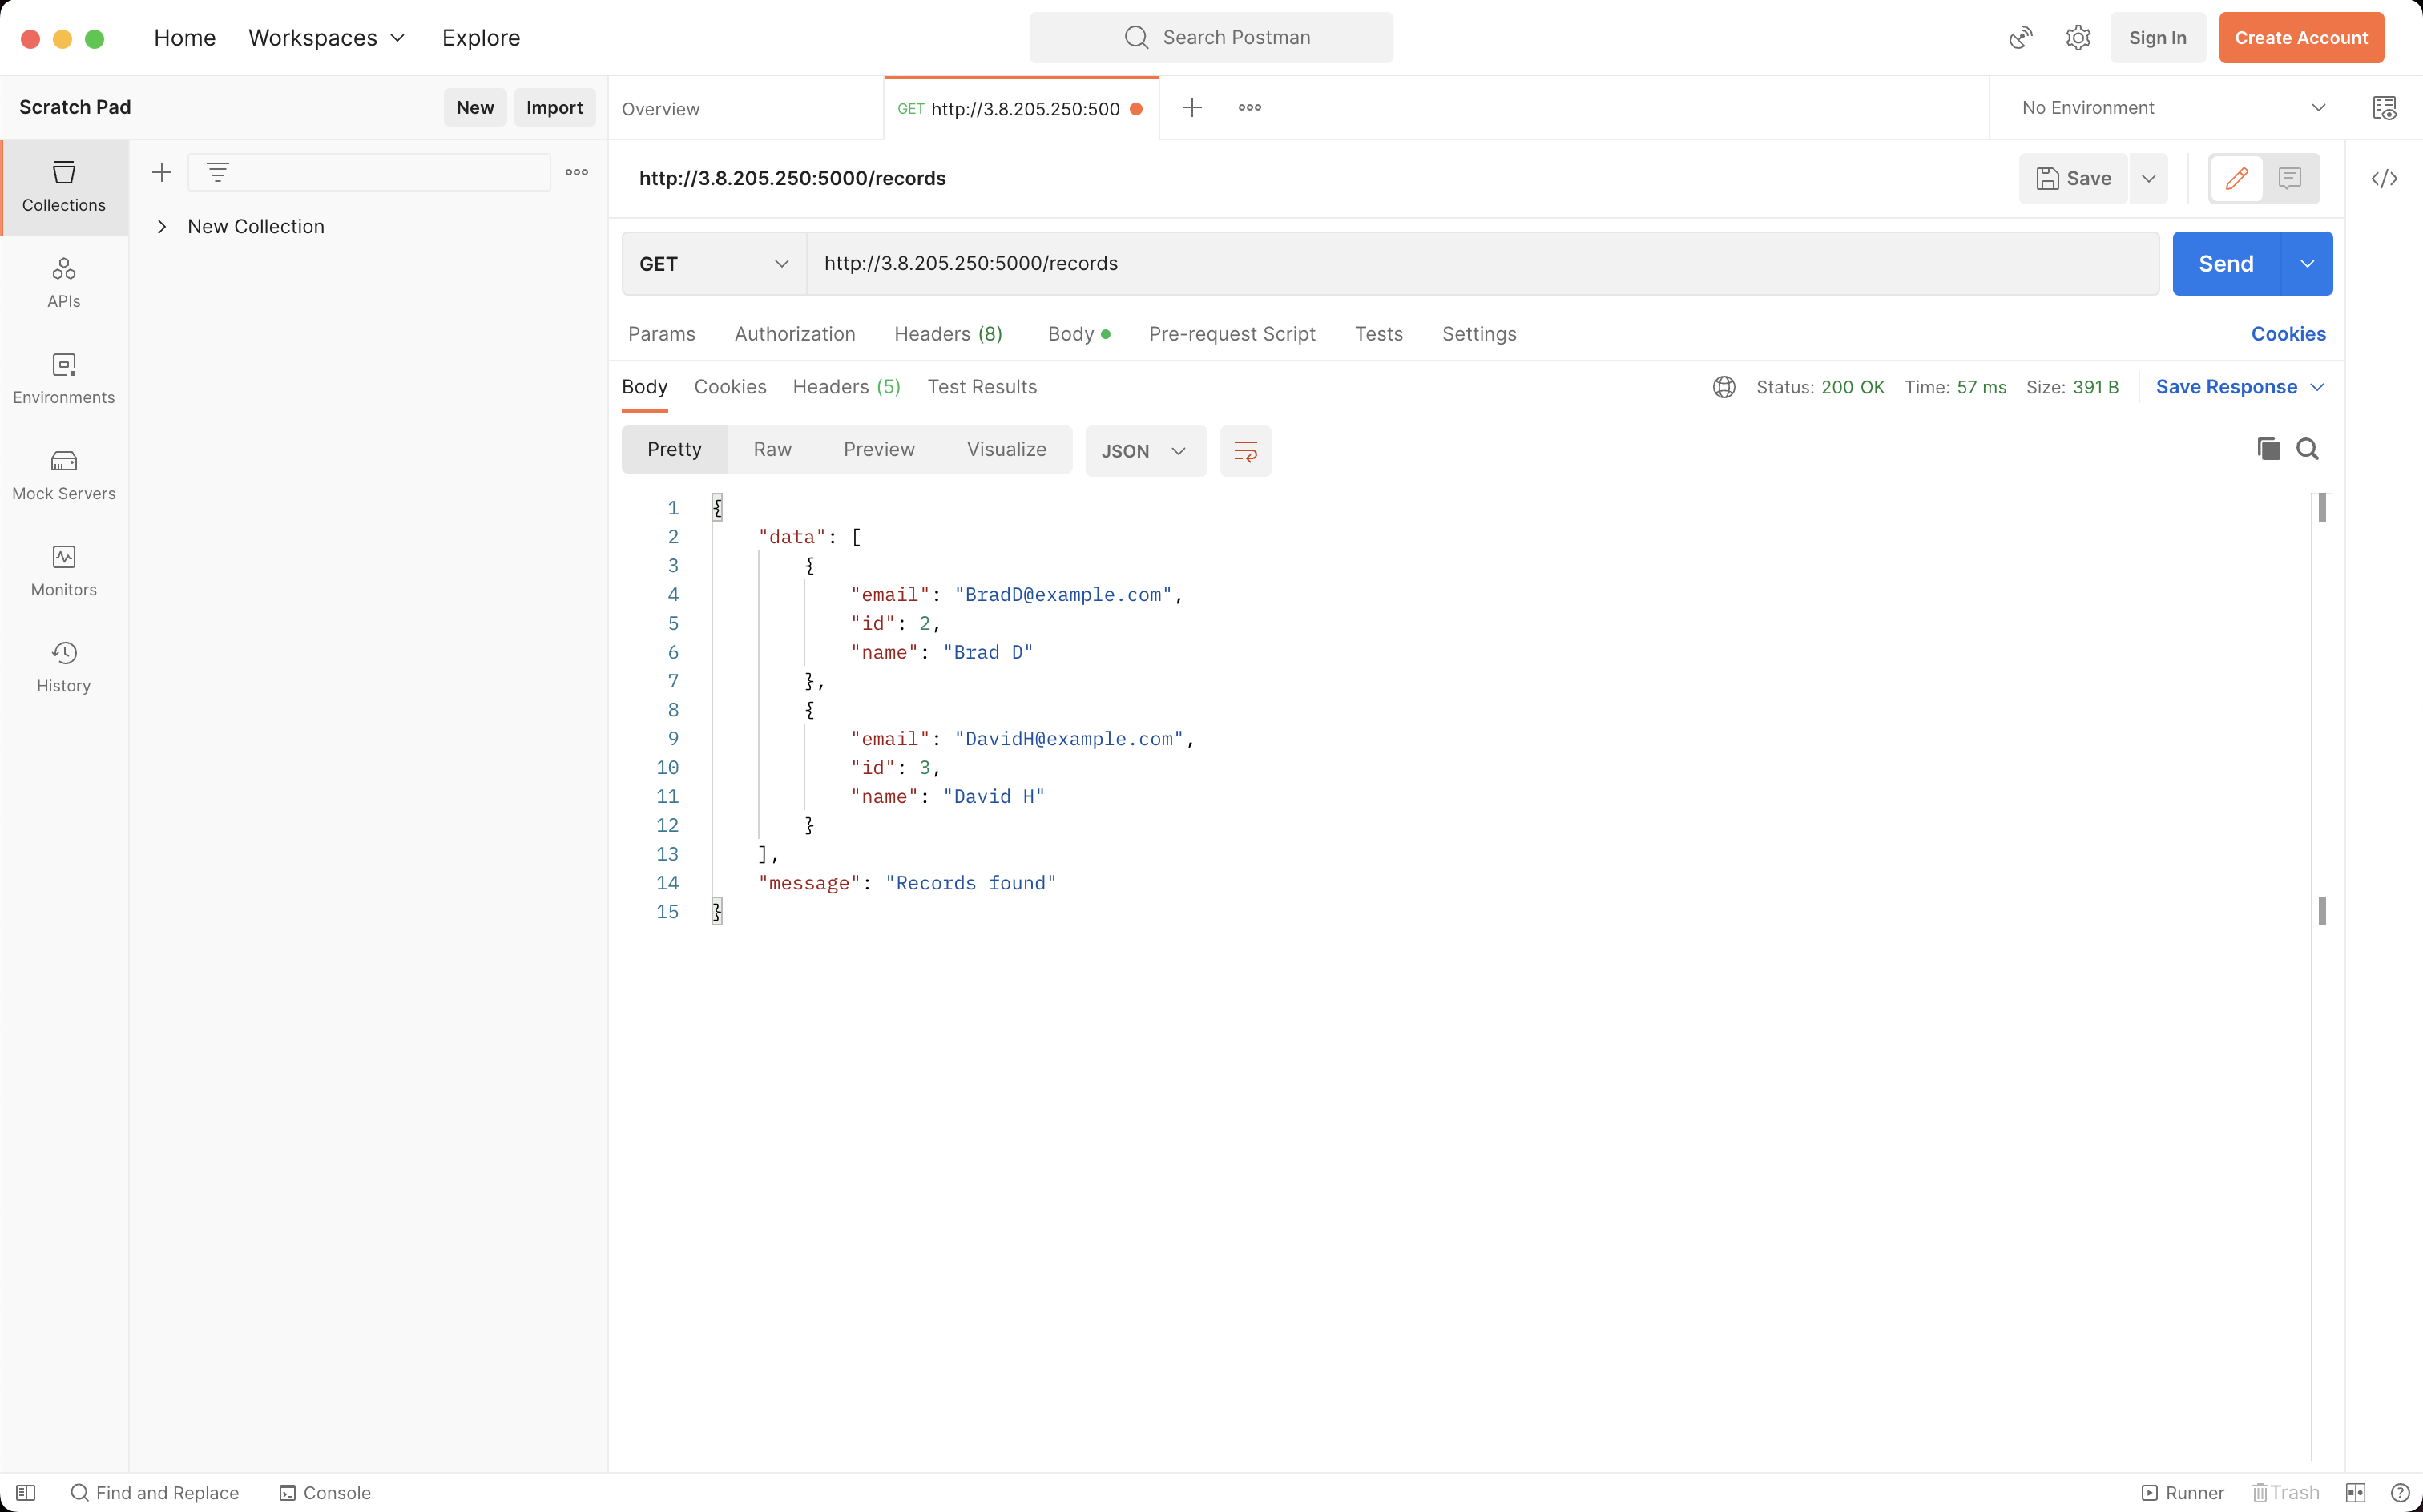 Home Workspaces Explore Search Postman Sign In Create Account
Scratch Pad New Import Overview GET http://3.8.205.250:500 No Environment
Collections
New Collection
APIs
Environments
Mock Servers
Monitors
History
http://3.8.205.250:5000/records Save
GET http://3.8.205.250:5000/records Send
Params Authorization Headers (8) Body Pre-request Script Tests Settings Cookies
Body Cookies Headers (5) Test Results Status: 200 OK Time: 57 ms Size: 391 B Save Response
Pretty Raw Preview Visualize JSON
1 {
2 "data": [
3 {
4 "email": "BradD@example.com",
5 "id": 2,
6 "name": "Brad D"
7 },
8 {
9 "email": "DavidH@example.com",
10 "id": 3,
11 "name": "David H"
12 }
13 ],
14 "message": "Records found"
15 }
Find and Replace Console Runner Trash